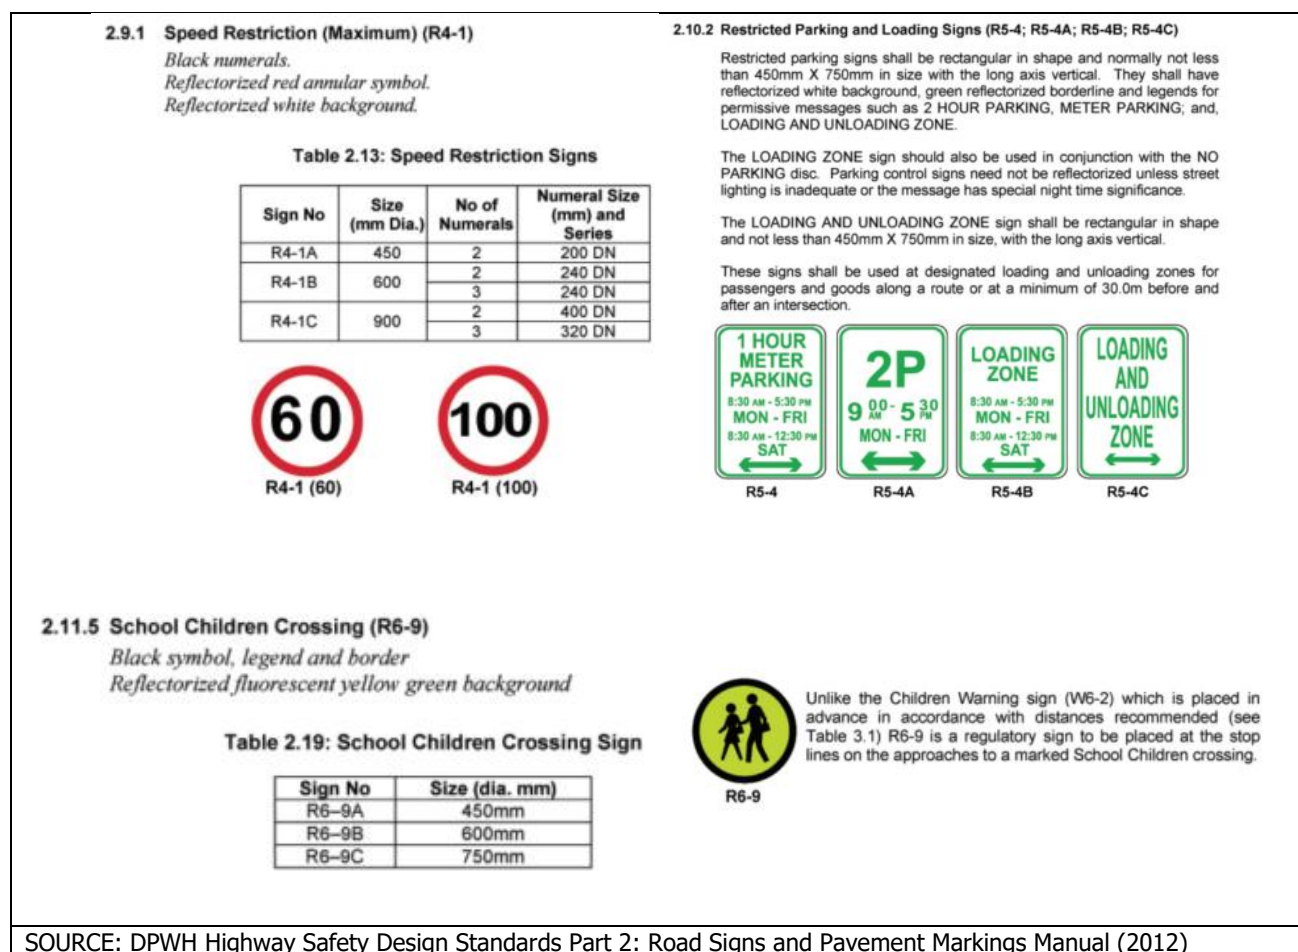 2.9.1 Speed Restriction (Maximum) (R4-1)
Black numerals.
Reflectorized red annular symbol.
Reflectorized white background.
Table 2.13: Speed Restriction Signs
Sign No Size (mm Dia.) No of Numerals Numeral Size (mm) and Series
R4-1A 450 2 200 DN
R4-1B 600 2 240 DN
3 240 DN
R4-1C 900 2 400 DN
3 320 DN
60
100
R4-1 (60)
R4-1 (100)
2.10.2 Restricted Parking and Loading Signs (R5-4; R5-4A; R5-4B; R5-4C)
Restricted parking signs shall be rectangular in shape and normally not less
than 450mm X 750mm in size with the long axis vertical. They shall have
reflectorized white background, green reflectorized borderline and legends for
permissive messages such as 2 HOUR PARKING, METER PARKING; and,
LOADING AND UNLOADING ZONE.
The LOADING ZONE sign should also be used in conjunction with the NO
PARKING disc. Parking control signs need not be reflectorized unless street
lighting is inadequate or the message has special night time significance.
The LOADING AND UNLOADING ZONE sign shall be rectangular in shape
and not less than 450mm X 750mm in size, with the long axis vertical.
These signs shall be used at designated loading and unloading zones for
passengers and goods along a route or at a minimum of 30.0m before and
after an intersection.
1 HOUR
METER
PARKING
8:30 AM - 5:30 PM
MON - FRI
8:30 AM - 12:30 PM
SAT
R5-4
2P
9 00 AM - 5 30 PM
MON - FRI
R5-4A
LOADING
ZONE
8:30 AM - 5:30 PM
MON - FRI
8:30 AM - 12:30 PM
SAT
R5-4B
LOADING
AND
UNLOADING
ZONE
R5-4C
2.11.5 School Children Crossing (R6-9)
Black symbol, legend and border
Reflectorized fluorescent yellow green background
Table 2.19: School Children Crossing Sign
Sign No Size (dia. mm)
R6–9A 450mm
R6–9B 600mm
R6–9C 750mm
R6-9
Unlike the Children Warning sign (W6-2) which is placed in
advance in accordance with distances recommended (see
Table 3.1) R6-9 is a regulatory sign to be placed at the stop
lines on the approaches to a marked School Children crossing.
SOURCE: DPWH Highway Safety Design Standards Part 2: Road Signs and Pavement Markings Manual (2012)